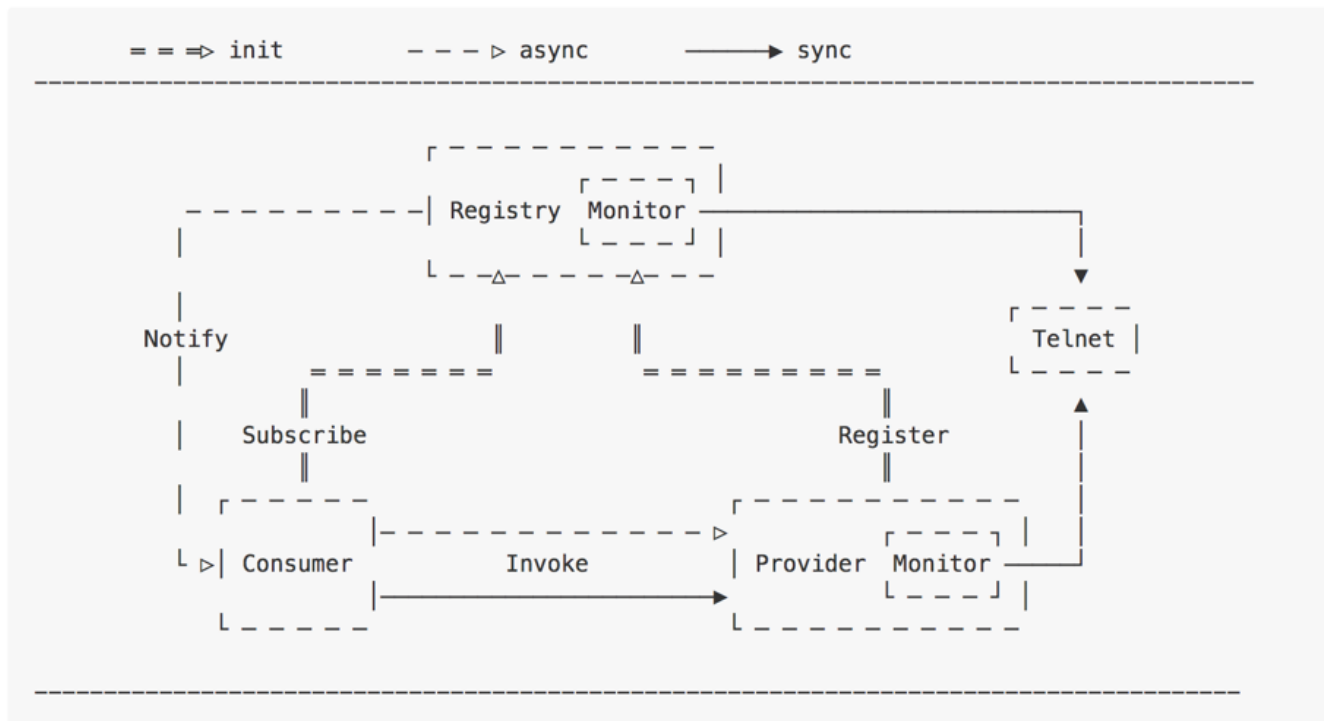 init async sync
Registry Monitor
Notify Telnet
Subscribe Register
Consumer Invoke Provider Monitor